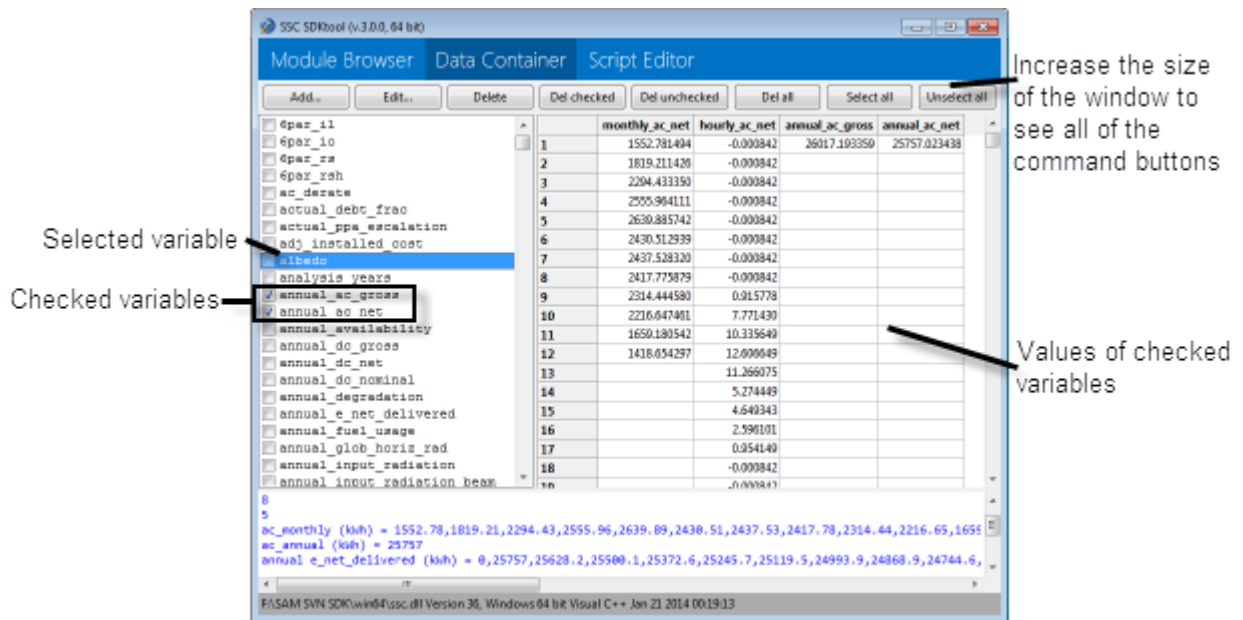 SSC SDKtool (v.3.0.0, 64 bit)
Module Browser Data Container Script Editor
Add... Edit... Delete Del checked Del unchecked Del all Select all Unselect all
Increase the size
of the window to
see all of the
command buttons
Selected variable
Checked variables
6par_il
6par_io
6par_rs
6par_rsh
ac_derate
actual_debt_frac
actual_ppa_escalation
adj_installed_cost
albedo
analysis_years
annual_ac_gross
annual_ac_net
annual_availability
annual_dc_gross
annual_dc_net
annual_dc_nominal
annual_degradation
annual_e_net_delivered
annual_fuel_usage
annual_glob_horiz_rad
annual_input_radiation
annual_input_radiation_beam
monthly_ac_net hourly_ac_net annual_ac_gross annual_ac_net
1 1552.781494 -0.000842 26017.193359 25757.023438
2 1819.211426 -0.000842
3 2294.433350 -0.000842
4 2555.964111 -0.000842
5 2639.885742 -0.000842
6 2430.512939 -0.000842
7 2437.528320 -0.000842
8 2417.775879 -0.000842
9 2314.444580 0.915778
10 2216.647461 7.771430
11 1659.180542 10.335649
12 1418.654297 12.606649
13 11.266075
14 5.274449
15 4.649343
16 2.596101
17 0.954149
18 -0.000842
19 -0.000842
Values of checked
variables
8
5
ac_monthly (kWh) = 1552.78,1819.21,2294.43,2555.96,2639.89,2430.51,2437.53,2417.78,2314.44,2216.65,1659
ac_annual (kWh) = 25757
annual e_net_delivered (kWh) = 0,25757,25628.2,25500.1,25372.6,25245.7,25119.5,24993.9,24868.9,24744.6,
F:\SAM SVN SDK\win64\ssc.dll Version 36, Windows 64 bit Visual C++ Jan 21 2014 00:19:13